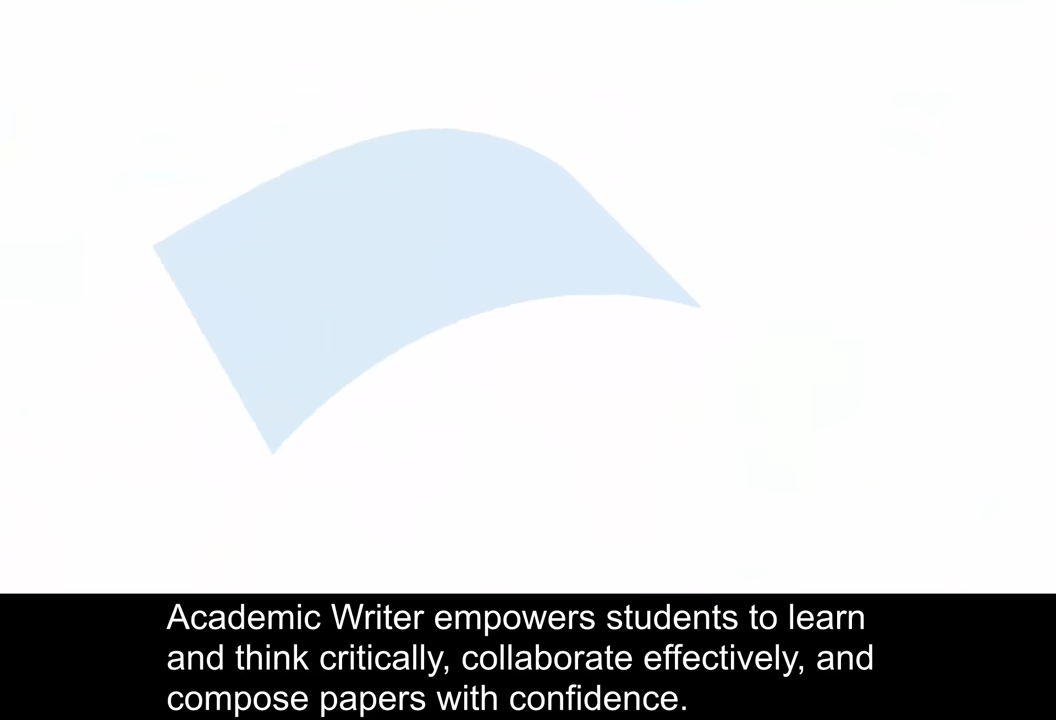 Academic Writer empowers students to learn
and think critically, collaborate effectively, and
compose papers with confidence.